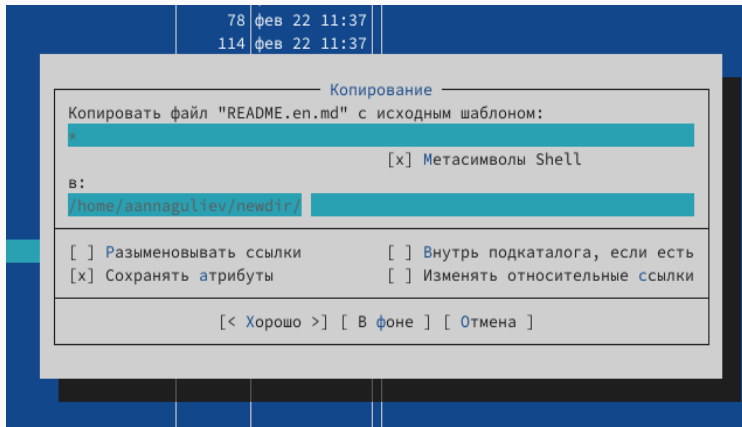 78 фев 22 11:37
114 фев 22 11:37
Копирование
Копировать файл "README.en.md" с исходным шаблоном:
*
[x] Метасимволы Shell
в:
/home/aannaguliev/newdir/
[ ] Разыменовывать ссылки [ ] Внутрь подкаталога, если есть
[x] Сохранять атрибуты [ ] Изменять относительные ссылки
[< Хорошо >] [ В фоне ] [ Отмена ]